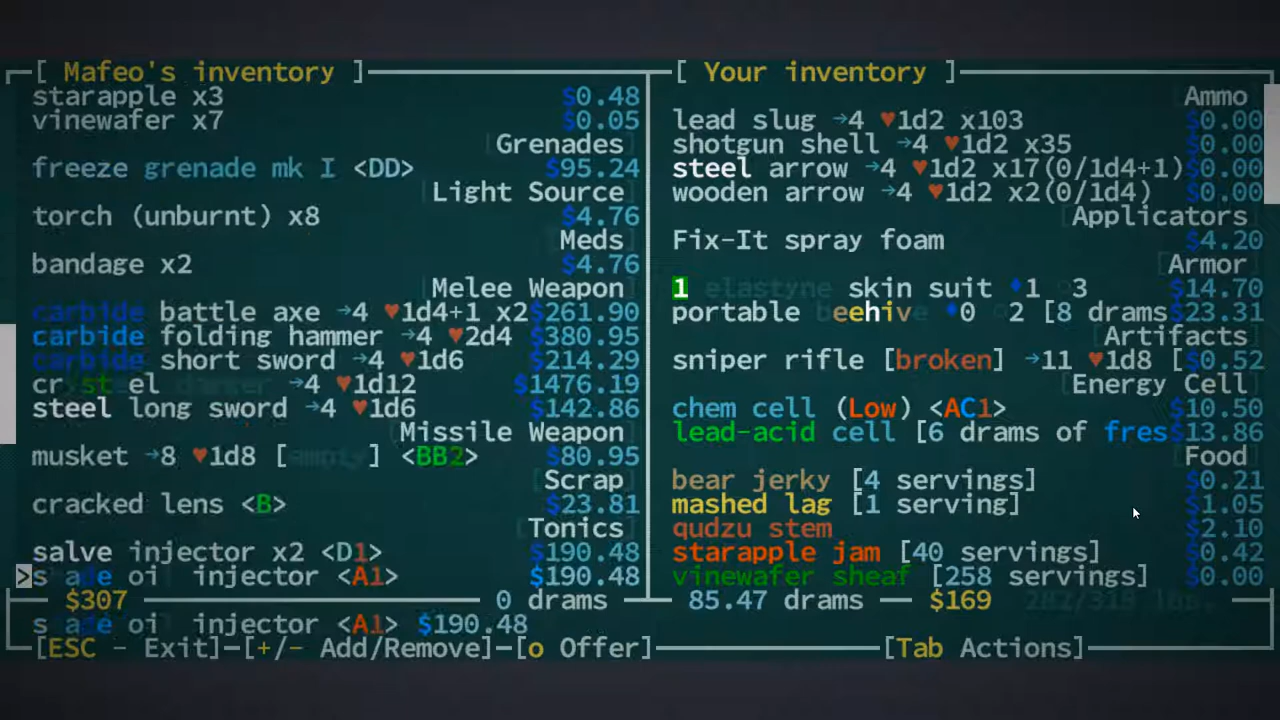 [ Mafeo's inventory ]
starapple x3 $0.48
vinewafer x7 $0.05
Grenades
freeze grenade mk I <DD> $95.24
Light Source
torch (unburnt) x8 $4.76
Meds
bandage x2 $4.76
Melee Weapon
carbide battle axe →4 ♥1d4+1 x2 $261.90
carbide folding hammer →4 ♥2d4 $380.95
carbide short sword →4 ♥1d6 $214.29
crysteel dagger →4 ♥1d12 $1476.19
steel long sword →4 ♥1d6 $142.86
Missile Weapon
musket →8 ♥1d8 [empty] <BB2> $80.95
Scrap
cracked lens <B> $23.81
Tonics
salve injector x2 <D1> $190.48
>s ade oi injector <A1> $190.48
$307 0 drams
s ade oi injector <A1> $190.48
[ESC - Exit]-[+/- Add/Remove]-[o Offer]
[ Your inventory ]
Ammo
lead slug →4 ♥1d2 x103 $0.00
shotgun shell →4 ♥1d2 x35 $0.00
steel arrow →4 ♥1d2 x17(0/1d4+1) $0.00
wooden arrow →4 ♥1d2 x2(0/1d4) $0.00
Applicators
Fix-It spray foam $4.20
Armor
1 elastyne skin suit ♦1 ○3 $14.70
portable beehive ♦0 ○2 [8 drams $23.31
Artifacts
sniper rifle [broken] →11 ♥1d8 [ $0.52
Energy Cell
chem cell (Low) <AC1> $10.50
lead-acid cell [6 drams of fres $13.86
Food
bear jerky [4 servings] $0.21
mashed lag [1 serving] $1.05
qudzu stem $2.10
starapple jam [40 servings] $0.42
vinewafer sheaf [258 servings] $0.00
85.47 drams — $169
[Tab Actions]